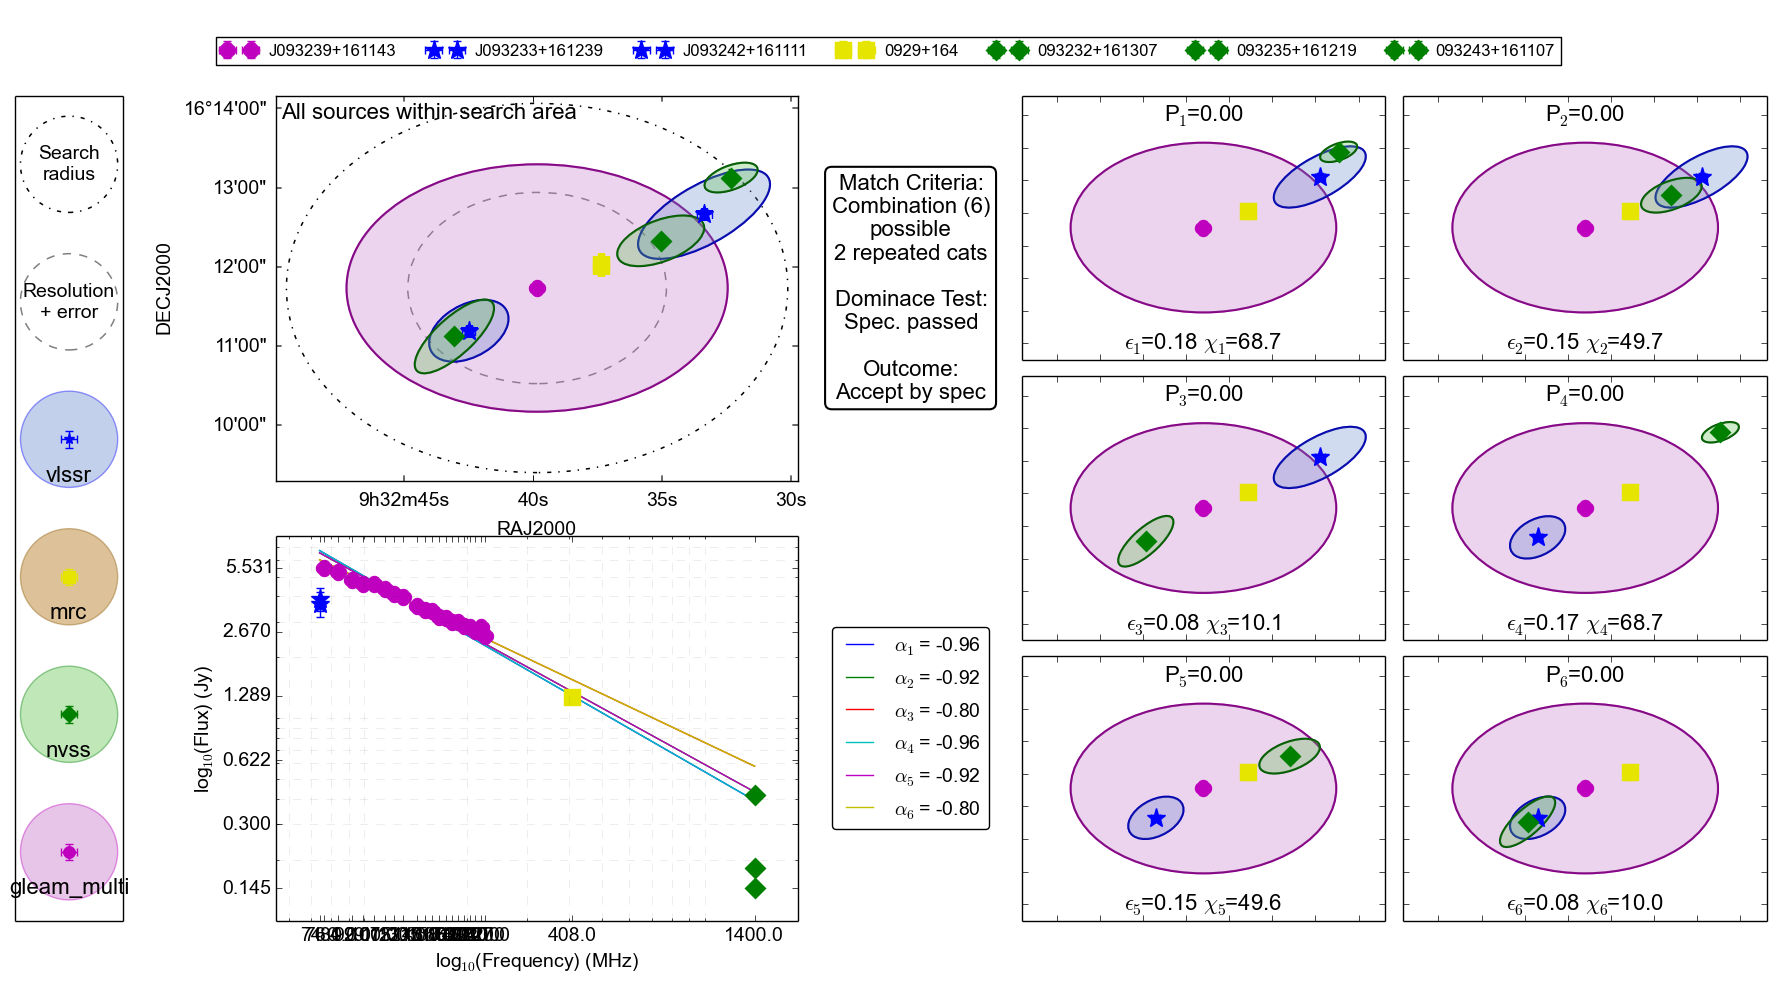 J093239+161143 J093233+161239 J093242+161111 0929+164 093232+161307 093235+161219 093243+161107
Search
radius
Resolution
+ error
vlssr
mrc
nvss
gleam_multi
All sources within search area
16°14'00"
13'00"
12'00"
11'00"
10'00"
DECJ2000
9h32m45s 40s 35s 30s
RAJ2000
Match Criteria:
Combination (6)
possible
2 repeated cats
Dominace Test:
Spec. passed
Outcome:
Accept by spec
5.531
2.670
1.289
0.622
0.300
0.145
log₁₀(Flux) (Jy)
408.0 1400.0
log₁₀(Frequency) (MHz)
α₁ = -0.96
α₂ = -0.92
α₃ = -0.80
α₄ = -0.96
α₅ = -0.92
α₆ = -0.80
P₁=0.00
ϵ₁=0.18 χ₁=68.7
P₂=0.00
ϵ₂=0.15 χ₂=49.7
P₃=0.00
ϵ₃=0.08 χ₃=10.1
P₄=0.00
ϵ₄=0.17 χ₄=68.7
P₅=0.00
ϵ₅=0.15 χ₅=49.6
P₆=0.00
ϵ₆=0.08 χ₆=10.0